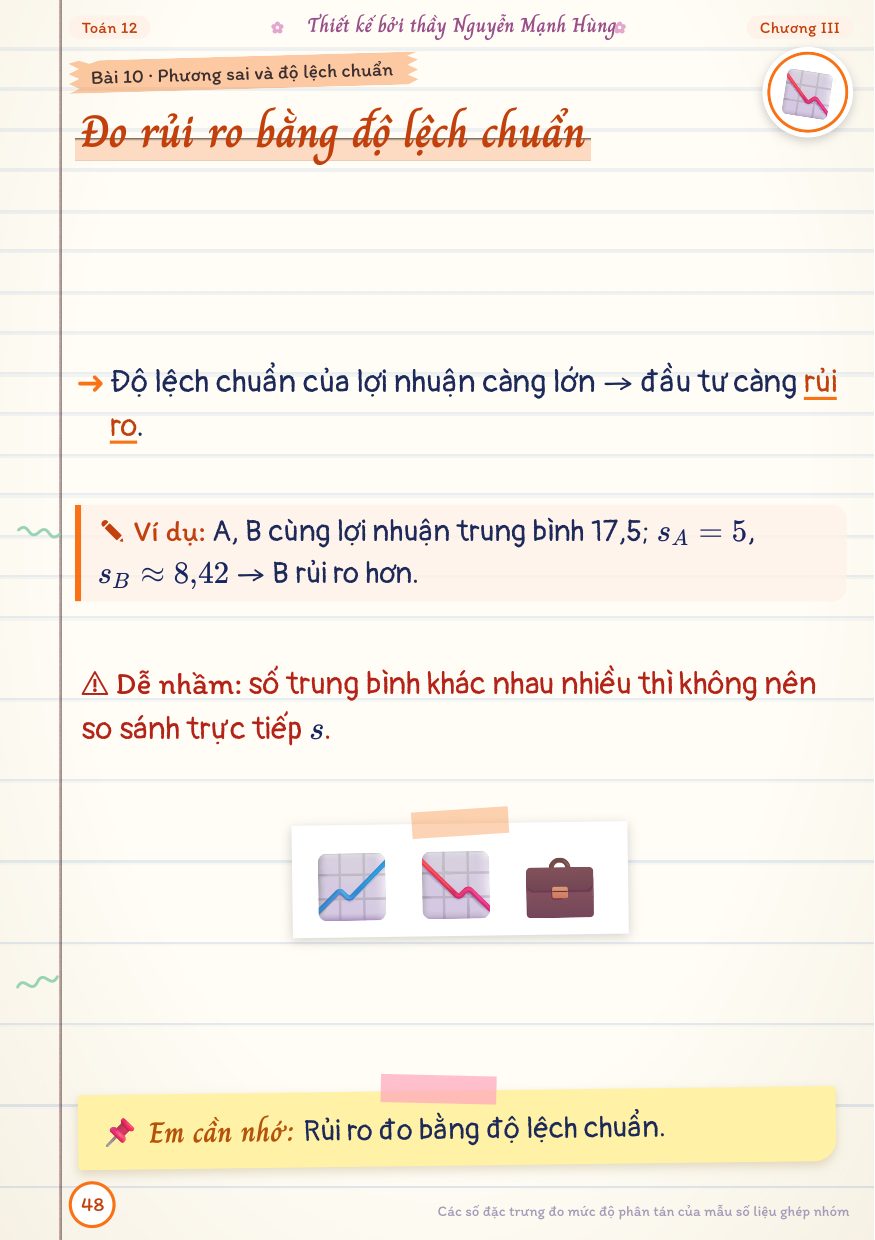 Toán 12
Thiết kế bởi thầy Nguyễn Mạnh Hùng
Chương III
Bài 10 · Phương sai và độ lệch chuẩn
Đo rủi ro bằng độ lệch chuẩn
→ Độ lệch chuẩn của lợi nhuận càng lớn → đầu tư càng rủi
ro.
Ví dụ: A, B cùng lợi nhuận trung bình 17,5; s_A = 5,
s_B ≈ 8,42 → B rủi ro hơn.
⚠ Dễ nhầm: số trung bình khác nhau nhiều thì không nên
so sánh trực tiếp s.
Em cần nhớ: Rủi ro đo bằng độ lệch chuẩn.
48
Các số đặc trưng đo mức độ phân tán của mẫu số liệu ghép nhóm